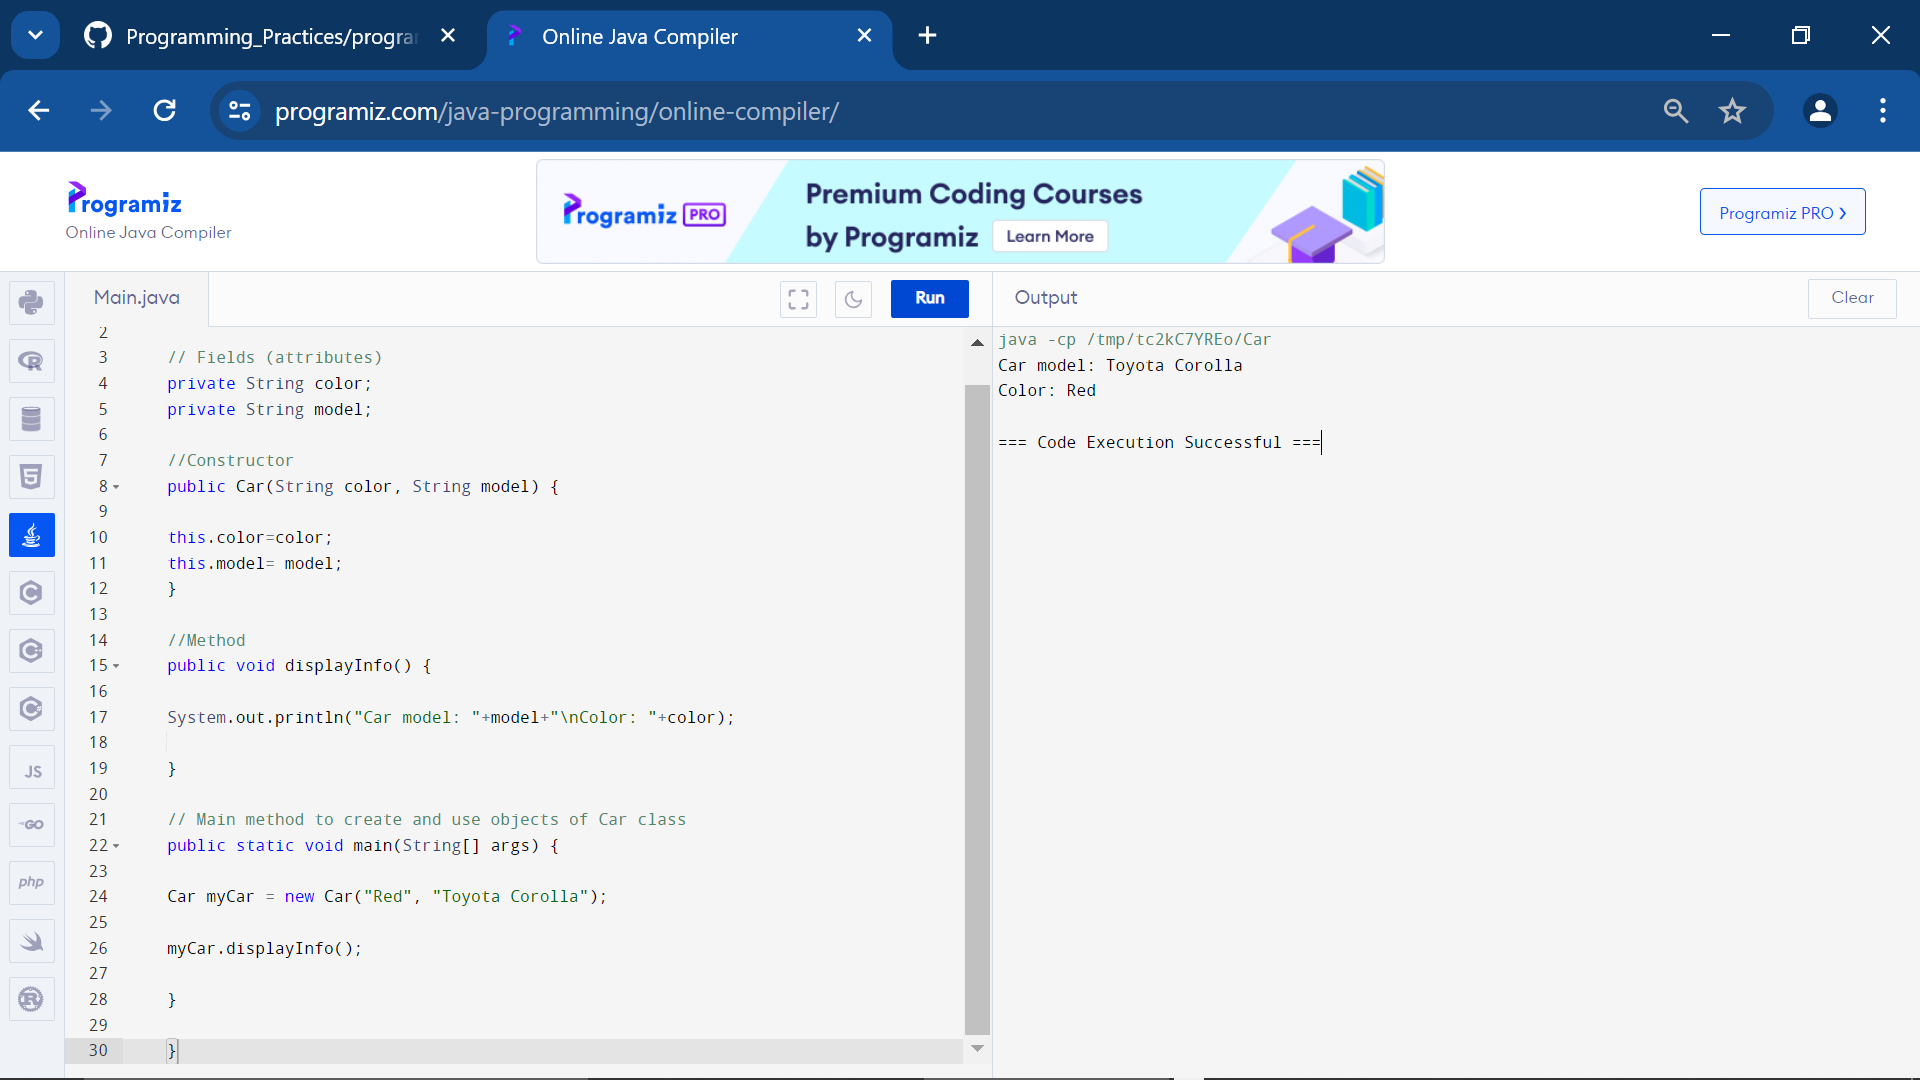 Programming_Practices/progra
Online Java Compiler
programiz.com/java-programming/online-compiler/
Programiz
Online Java Compiler
Programiz PRO
Premium Coding Courses
by Programiz
Learn More
Programiz PRO
Main.java
Run
Output
Clear
2
3 // Fields (attributes)
4 private String color;
5 private String model;
6
7 //Constructor
8 public Car(String color, String model) {
9
10 this.color=color;
11 this.model= model;
12 }
13
14 //Method
15 public void displayInfo() {
16
17 System.out.println("Car model: "+model+"\nColor: "+color);
18
19 }
20
21 // Main method to create and use objects of Car class
22 public static void main(String[] args) {
23
24 Car myCar = new Car("Red", "Toyota Corolla");
25
26 myCar.displayInfo();
27
28 }
29
30 }
java -cp /tmp/tc2kC7YREo/Car
Car model: Toyota Corolla
Color: Red
=== Code Execution Successful ===
R
5
C
C
C
JS
GO
php
R